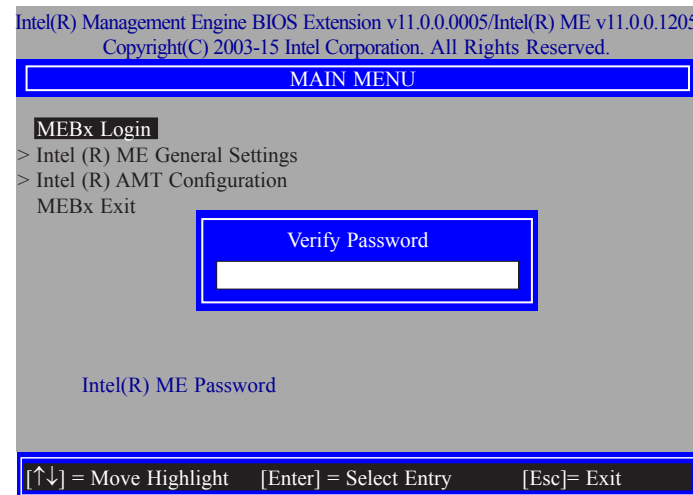 Intel(R) Management Engine BIOS Extension v11.0.0.0005/Intel(R) ME v11.0.0.1205
Copyright(C) 2003-15 Intel Corporation. All Rights Reserved.
MAIN MENU
MEBx Login
> Intel (R) ME General Settings
> Intel (R) AMT Configuration
MEBx Exit
Verify Password
Intel(R) ME Password
[↑↓] = Move Highlight [Enter] = Select Entry [Esc]= Exit